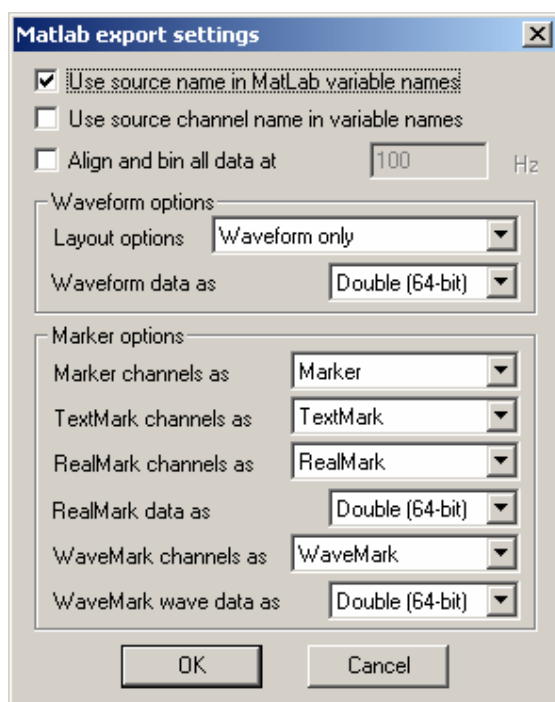 Matlab export settings
Use source name in MatLab variable names
Use source channel name in variable names
Align and bin all data at 100 Hz
Waveform options
Layout options Waveform only
Waveform data as Double (64-bit)
Marker options
Marker channels as Marker
TextMark channels as TextMark
RealMark channels as RealMark
RealMark data as Double (64-bit)
WaveMark channels as WaveMark
WaveMark wave data as Double (64-bit)
OK Cancel